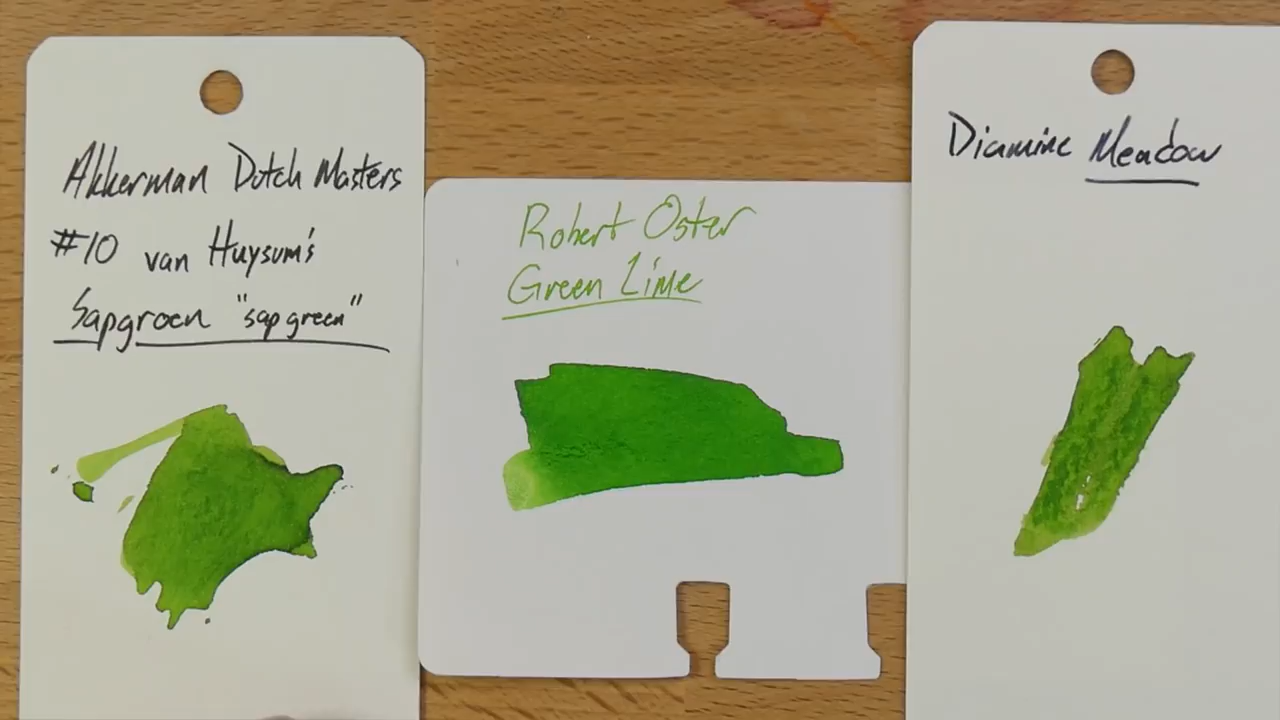 Akkerman Dutch Masters
#10 van Huysum's
Sapgroen "sap green"
Robert Oster
Green Lime
Diamine Meadow